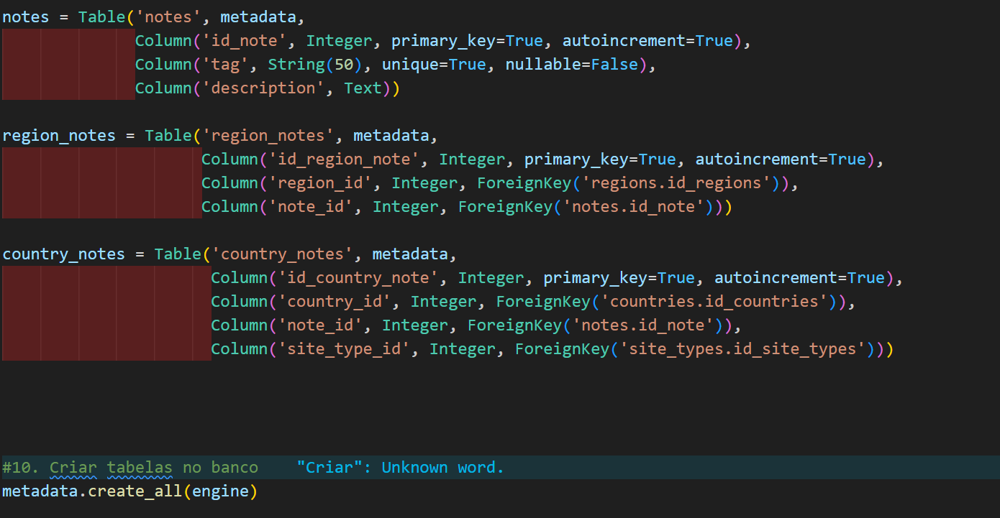 notes = Table('notes', metadata,
Column('id_note', Integer, primary_key=True, autoincrement=True),
Column('tag', String(50), unique=True, nullable=False),
Column('description', Text))
region_notes = Table('region_notes', metadata,
Column('id_region_note', Integer, primary_key=True, autoincrement=True),
Column('region_id', Integer, ForeignKey('regions.id_regions')),
Column('note_id', Integer, ForeignKey('notes.id_note')))
country_notes = Table('country_notes', metadata,
Column('id_country_note', Integer, primary_key=True, autoincrement=True),
Column('country_id', Integer, ForeignKey('countries.id_countries')),
Column('note_id', Integer, ForeignKey('notes.id_note')),
Column('site_type_id', Integer, ForeignKey('site_types.id_site_types')))
#10. Criar tabelas no banco    "Criar": Unknown word.
metadata.create_all(engine)